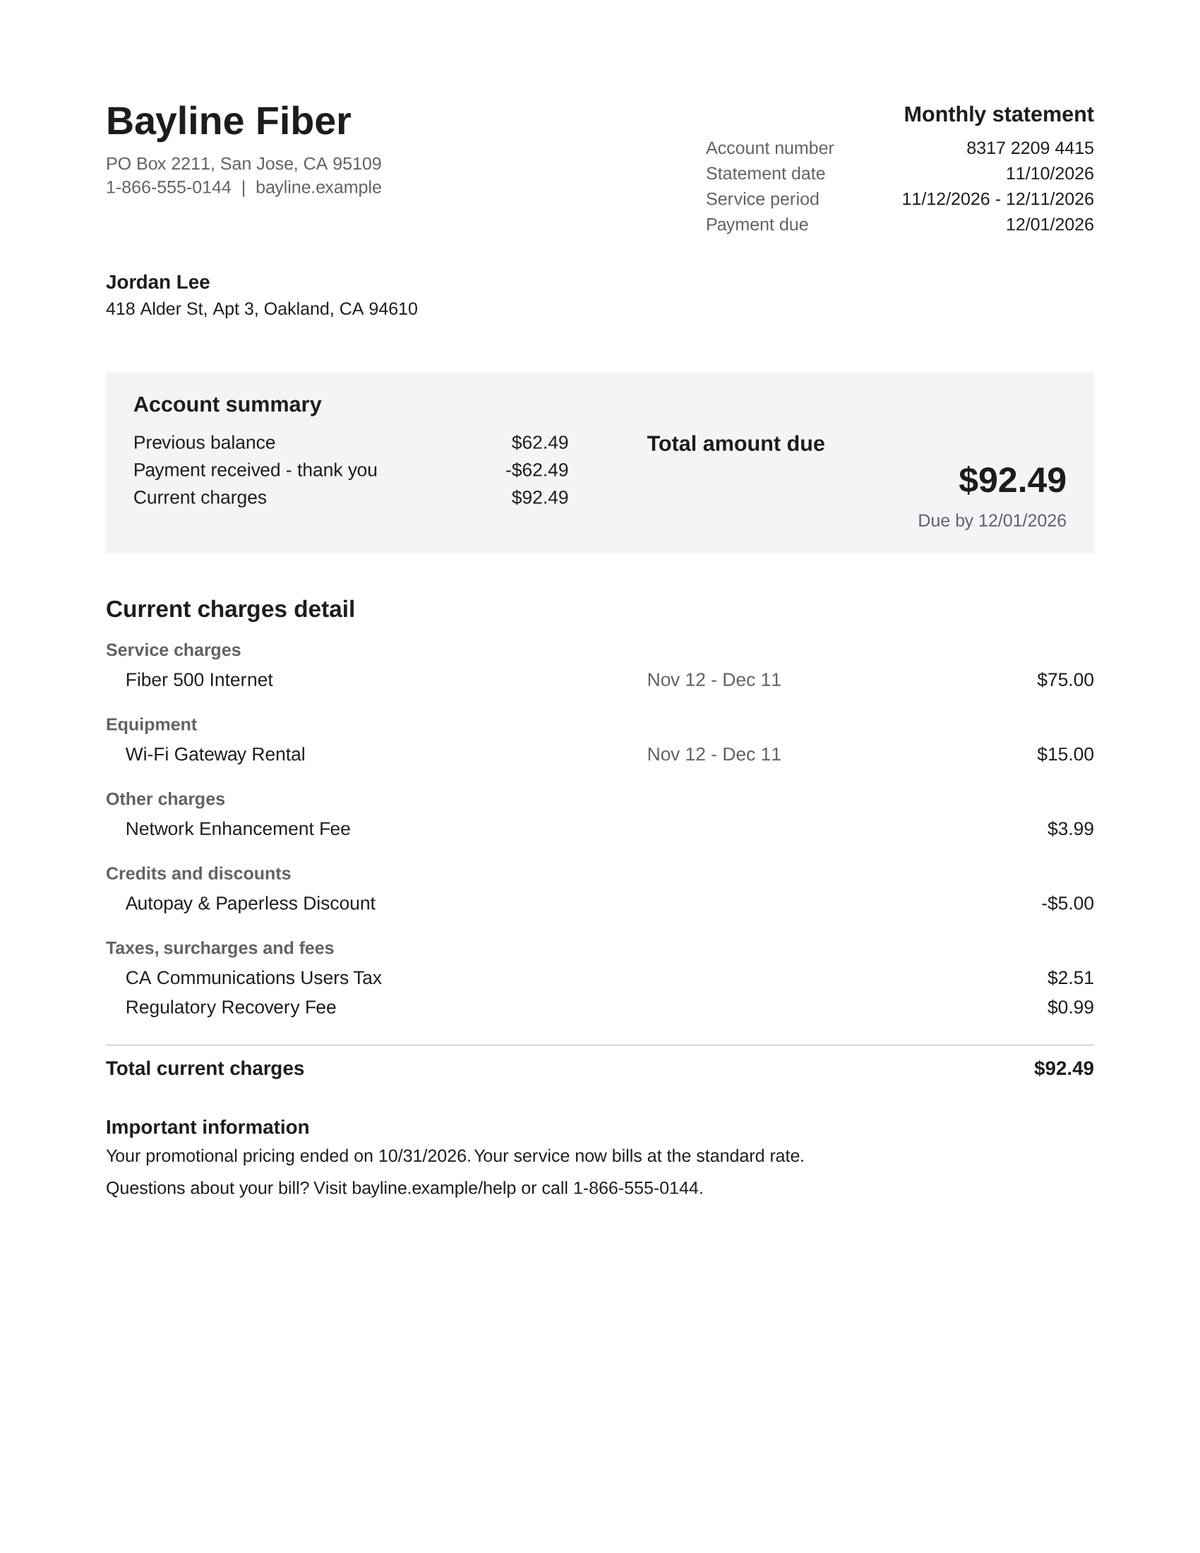 Bayline Fiber
PO Box 2211, San Jose, CA 95109
1-866-555-0144 | bayline.example
Monthly statement
Account number 8317 2209 4415
Statement date 11/10/2026
Service period 11/12/2026 - 12/11/2026
Payment due 12/01/2026
Jordan Lee
418 Alder St, Apt 3, Oakland, CA 94610
Account summary
Previous balance $62.49
Payment received - thank you -$62.49
Current charges $92.49
Total amount due
$92.49
Due by 12/01/2026
Current charges detail
Service charges
Fiber 500 Internet Nov 12 - Dec 11 $75.00
Equipment
Wi-Fi Gateway Rental Nov 12 - Dec 11 $15.00
Other charges
Network Enhancement Fee $3.99
Credits and discounts
Autopay & Paperless Discount -$5.00
Taxes, surcharges and fees
CA Communications Users Tax $2.51
Regulatory Recovery Fee $0.99
Total current charges $92.49
Important information
Your promotional pricing ended on 10/31/2026. Your service now bills at the standard rate.
Questions about your bill? Visit bayline.example/help or call 1-866-555-0144.